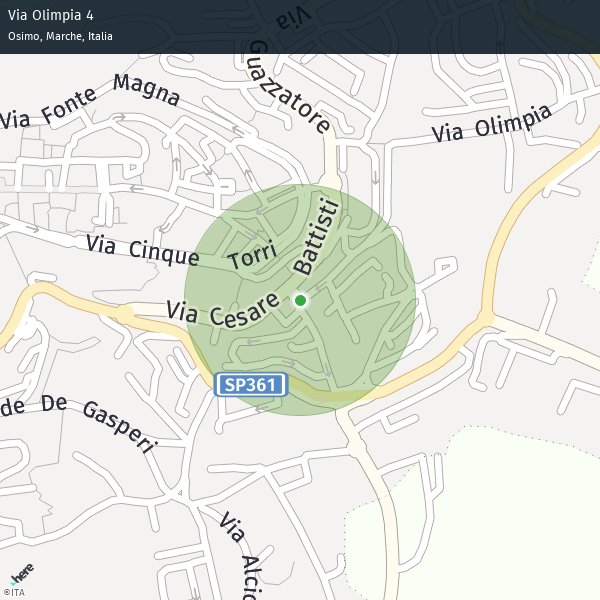 Via Olimpia 4
Osimo, Marche, Italia
Via
Guazzatore
Via Fonte Magna
Via Olimpia
Via Cinque Torri
Via Cesare Battisti
SP361
de De Gasperi
Via Alcid
here
©ITA